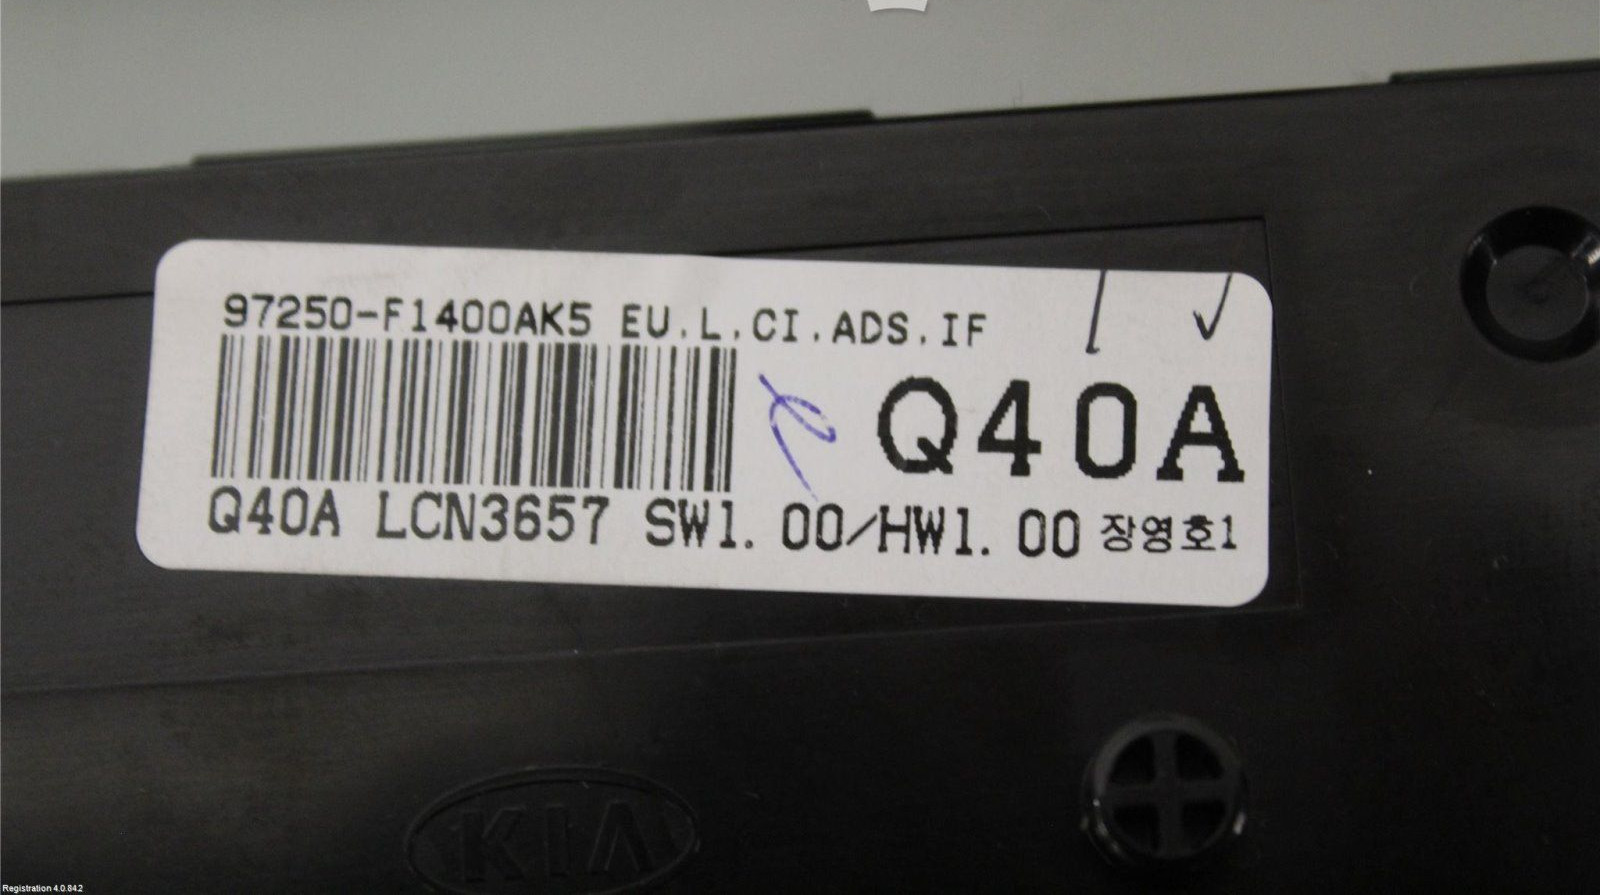 97250-F1400AK5 EU.L.CI.ADS.IF
Q40A
Q40A LCN3657 SW1.00/HW1.00 장영호1
KIA
Registration 4.0.84.2